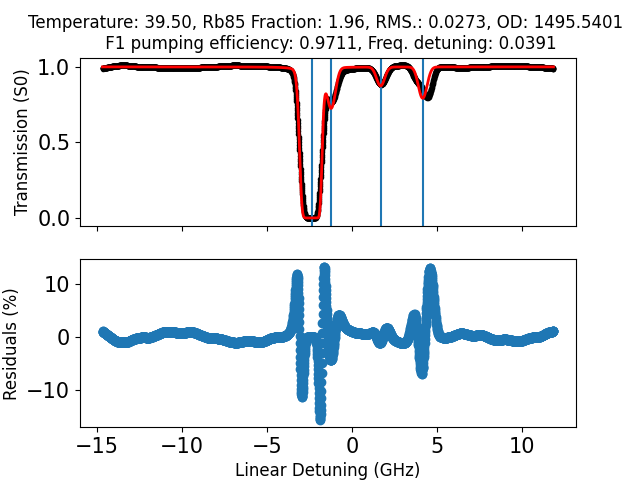 Temperature: 39.50, Rb85 Fraction: 1.96, RMS.: 0.0273, OD: 1495.5401
F1 pumping efficiency: 0.9711, Freq. detuning: 0.0391
1.0
0.5
0.0
Transmission (S0)
10
0
−10
Residuals (%)
−15 −10 −5 0 5 10
Linear Detuning (GHz)